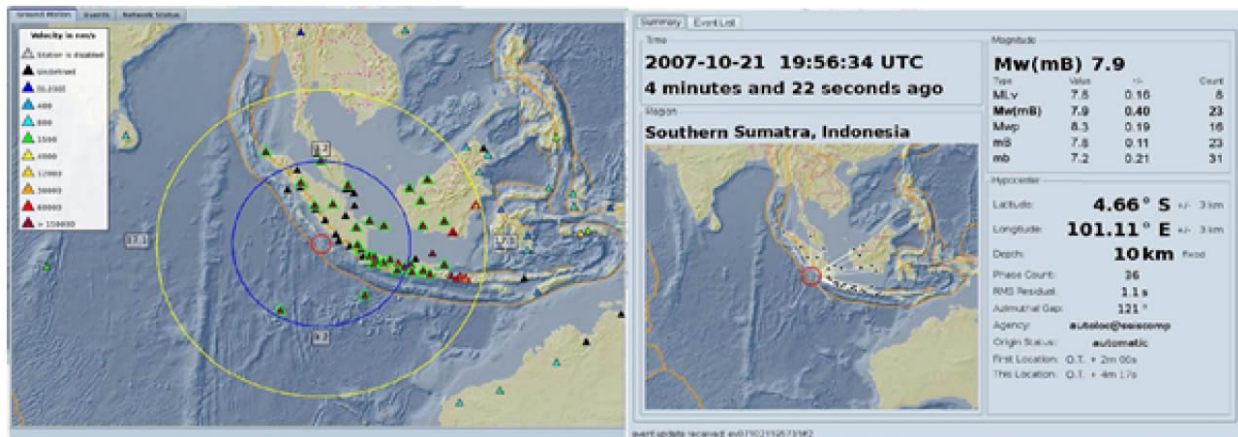 Ground Motion Events Network Status
Velocity in nm/s
Station is disabled
Undefined
400
800
1500
4000
12000
30000
60000
> 150000
9.2
17.1
Summary Event List
Time
2007-10-21 19:56:34 UTC
4 minutes and 22 seconds ago
Region
Southern Sumatra, Indonesia
Magnitude
Mw(mB) 7.9
Type Value +/- Count
MLv 7.8 0.16 8
Mw(mB) 7.9 0.40 23
Mwp 8.3 0.19 16
mB 7.8 0.11 23
mb 7.2 0.21 31
Hypocenter
Latitude: 4.66° S +/- 3 km
Longitude: 101.11° E +/- 3 km
Depth: 10 km fixed
Phase Count: 36
RMS Residual: 1.1 s
Azimuthal Gap: 121°
Agency: autoloc@seiscomp
Origin Status: automatic
First Location: O.T. + 2m 00s
This Location: O.T. + 4m 17s
event update received: